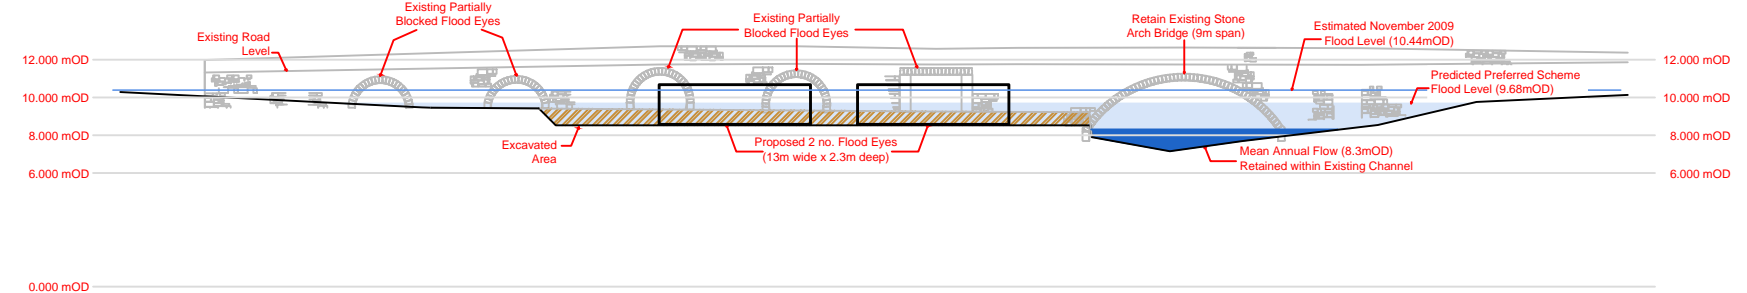 Existing Partially
Blocked Flood Eyes
Existing Partially
Blocked Flood Eyes
Retain Existing Stone
Arch Bridge (9m span)
Estimated November 2009
Flood Level (10.44mOD)
Existing Road
Level
12.000 mOD
12.000 mOD
Predicted Preferred Scheme
Flood Level (9.68mOD)
10.000 mOD
10.000 mOD
8.000 mOD
8.000 mOD
Excavated
Area
Proposed 2 no. Flood Eyes
(13m wide x 2.3m deep)
Mean Annual Flow (8.3mOD)
Retained within Existing Channel
6.000 mOD
6.000 mOD
0.000 mOD